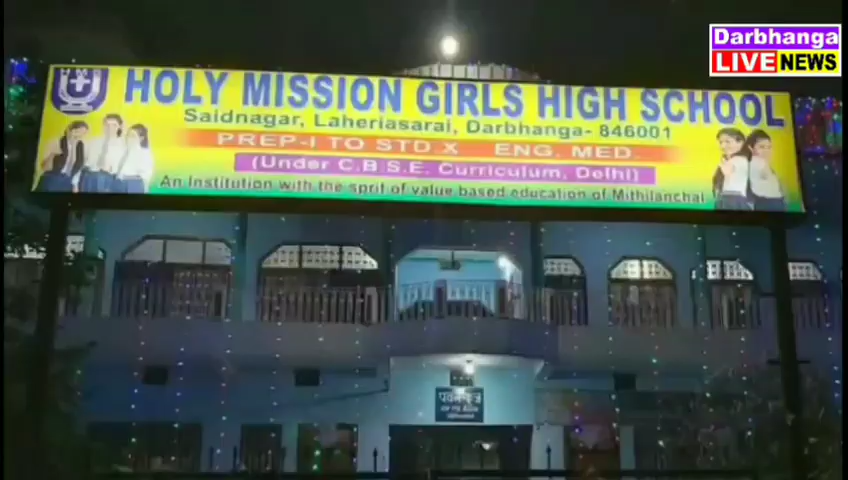 Darbhanga
LIVE NEWS
HMS
HOLY MISSION GIRLS HIGH SCHOOL
Saidnagar, Laheriasarai, Darbhanga- 846001
PREP-I TO STD.X ENG. MED.
(Under C.B.S.E. Curriculum, Delhi)
An Institution with the sprit of value based education of Mithilanchal